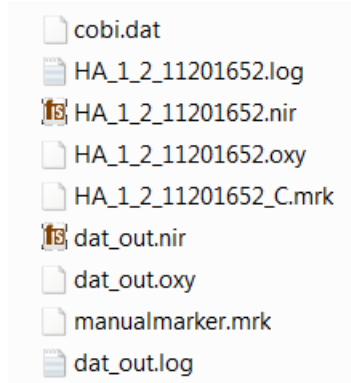 cobi.dat
HA_1_2_11201652.log
HA_1_2_11201652.nir
HA_1_2_11201652.oxy
HA_1_2_11201652_C.mrk
dat_out.nir
dat_out.oxy
manualmarker.mrk
dat_out.log